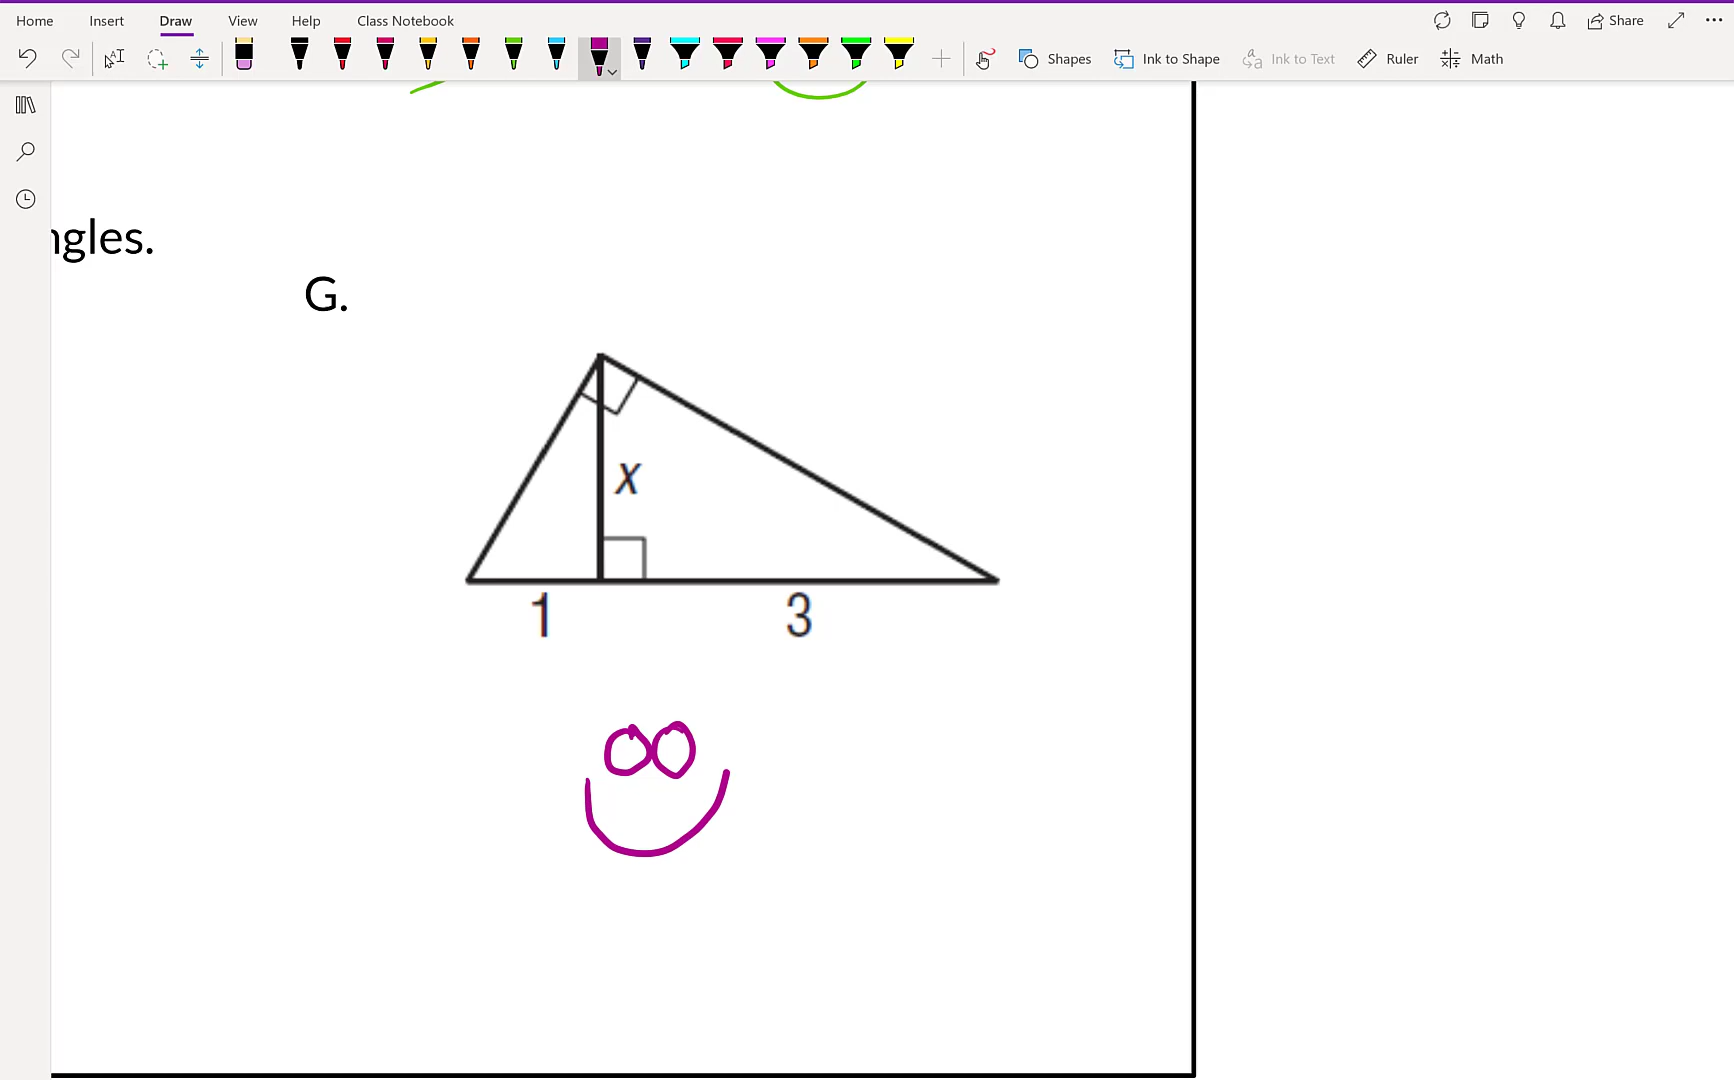 Home Insert Draw View Help Class Notebook Share
Shapes Ink to Shape Ink to Text Ruler Math
ngles.
G.
x
1 3